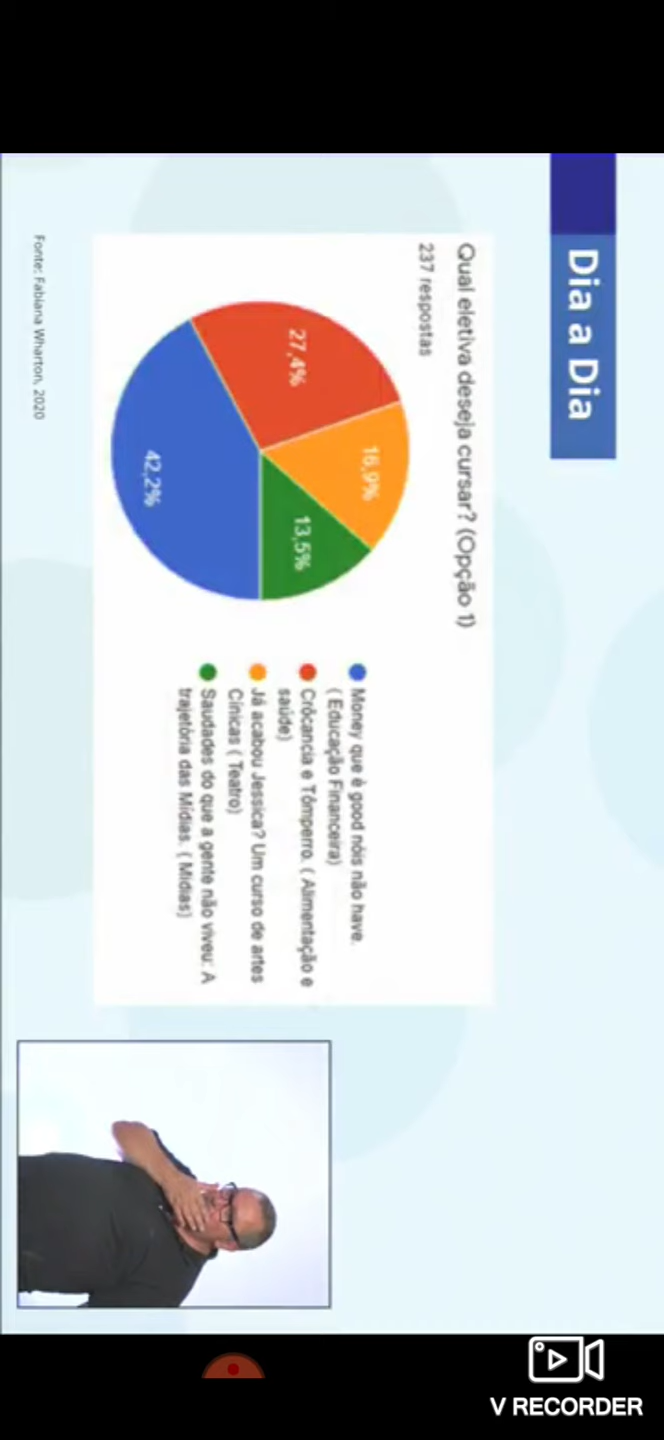 Dia a Dia
Qual eletiva deseja cursar? (Opção 1)
237 respostas
27,4%
16,9%
13,5%
42,2%
Money que é good nóis não have.
( Educação Financeira)
Crôcancia e Tômperro. ( Alimentação e
saúde)
Já acabou Jessica? Um curso de artes
Cínicas ( Teatro)
Saudades do que a gente não viveu: A
trajetória das Mídias. ( Mídias)
Fonte: Fabiana Wharton, 2020
V RECORDER